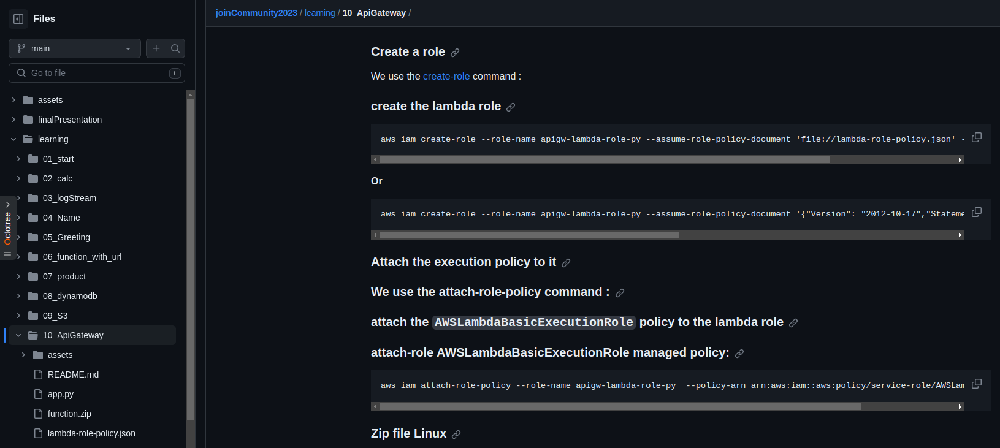 Files
main
Go to file
t
assets
finalPresentation
learning
01_start
02_calc
03_logStream
04_Name
05_Greeting
06_function_with_url
07_product
08_dynamodb
09_S3
10_ApiGateway
assets
README.md
app.py
function.zip
lambda-role-policy.json
Octotree
joinCommunity2023 / learning / 10_ApiGateway /
Create a role
We use the create-role command :
create the lambda role
aws iam create-role --role-name apigw-lambda-role-py --assume-role-policy-document 'file://lambda-role-policy.json' -
Or
aws iam create-role --role-name apigw-lambda-role-py --assume-role-policy-document '{"Version": "2012-10-17","Stateme
Attach the execution policy to it
We use the attach-role-policy command :
attach the AWSLambdaBasicExecutionRole policy to the lambda role
attach-role AWSLambdaBasicExecutionRole managed policy:
aws iam attach-role-policy --role-name apigw-lambda-role-py  --policy-arn arn:aws:iam::aws:policy/service-role/AWSLam
Zip file Linux